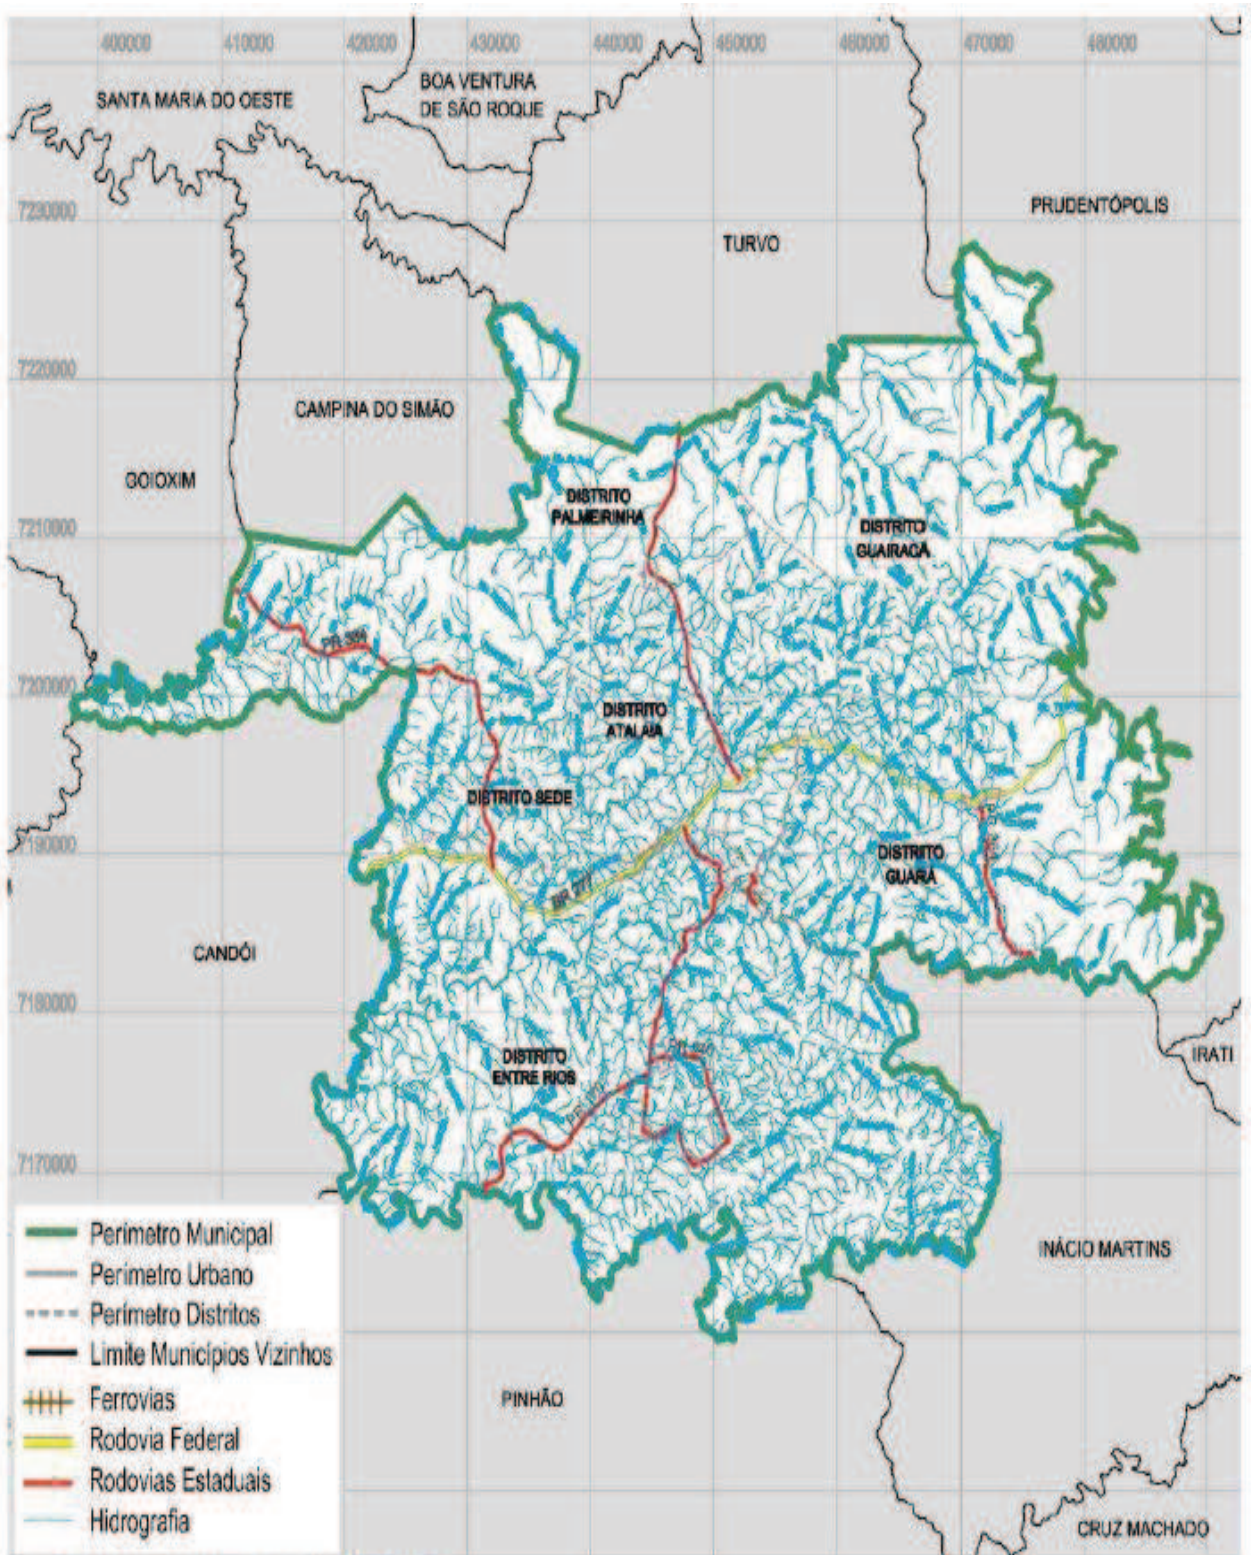 400000 410000 420000 430000 440000 450000 460000 470000 480000
SANTA MARIA DO OESTE
BOA VENTURA
DE SÃO ROQUE
7230000
PRUDENTÓPOLIS
TURVO
7220000
CAMPINA DO SIMÃO
GOIOXIM
DISTRITO
PALMEIRINHA
7210000
DISTRITO
GUAIRACÁ
7200000
DISTRITO
ATALAIA
DISTRITO SEDE
7190000
DISTRITO
GUARÁ
BR 277
CANDÓI
7180000
IRATI
DISTRITO
ENTRE RIOS
7170000
Perímetro Municipal
Perímetro Urbano
Perímetro Distritos
Limite Municípios Vizinhos
Ferrovias
Rodovia Federal
Rodovias Estaduais
Hidrografia
INÁCIO MARTINS
PINHÃO
CRUZ MACHADO